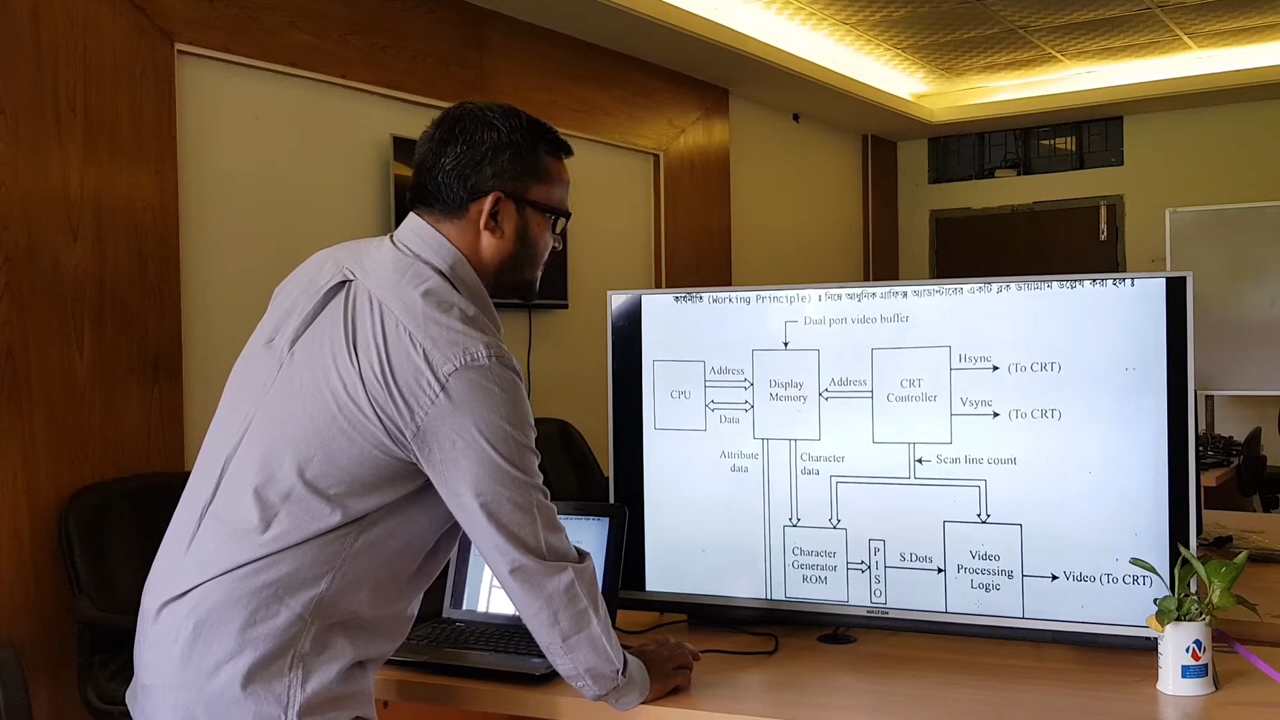 কার্যনীতি (Working Principle) ঃ নিম্নে আধুনিক গ্রাফিক্স অ্যাডাপ্টারের একটি ব্লক ডায়াগ্রাম উল্লেখ করা হল ঃ
Dual port video buffer
CPU
Address
Data
Display
Memory
Address
CRT
Controller
Hsync
(To CRT)
Vsync
(To CRT)
Attribute
data
Character
data
Scan line count
Character
Generator
ROM
PISO
S.Dots
Video
Processing
Logic
Video (To CRT)
WALTON